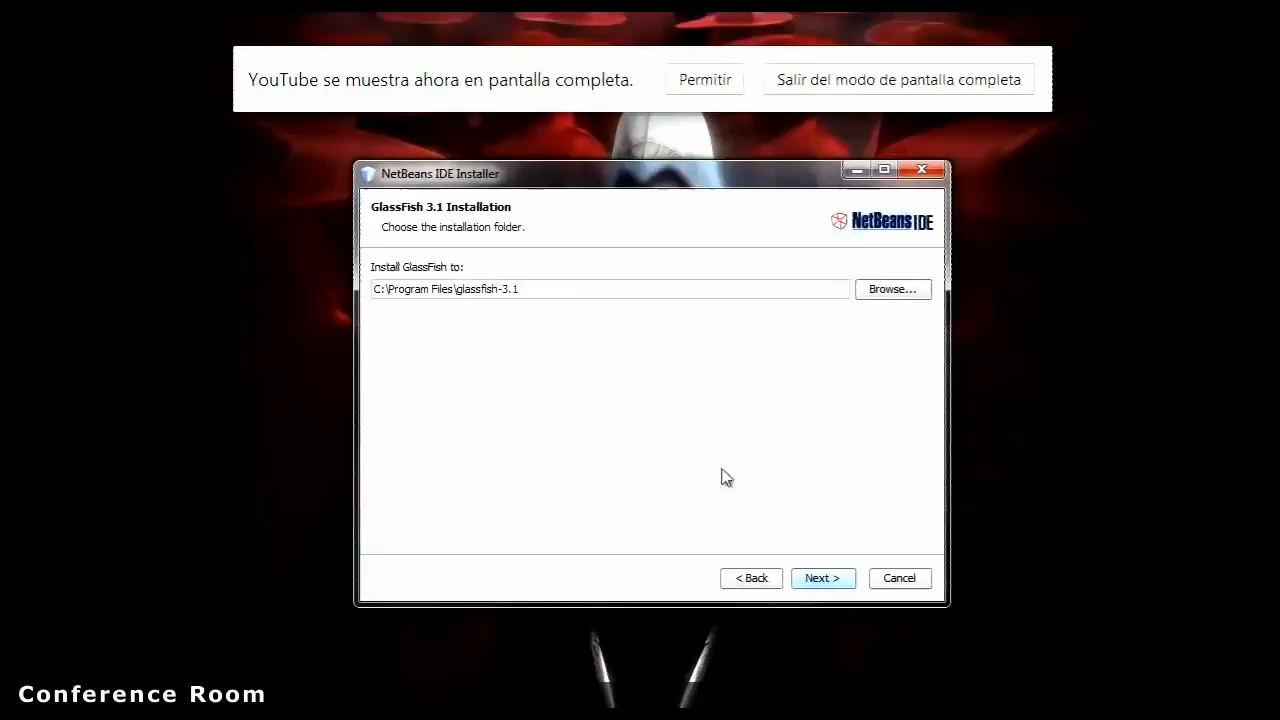 YouTube se muestra ahora en pantalla completa. Permitir Salir del modo de pantalla completa
NetBeans IDE Installer
GlassFish 3.1 Installation
Choose the installation folder.
NetBeans IDE
Install GlassFish to:
C:\Program Files\glassfish-3.1 Browse...
< Back Next > Cancel
Conference Room